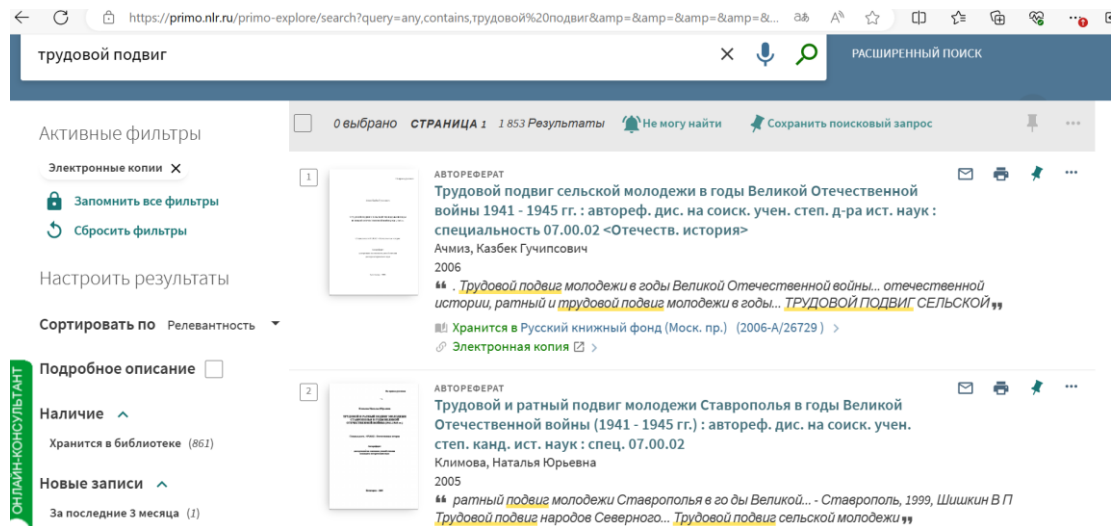 https://primo.nlr.ru/primo-explore/search?query=any,contains,трудовой%20подвиг&amp=&amp=&amp=&amp=&...
трудовой подвиг
РАСШИРЕННЫЙ ПОИСК
Активные фильтры
Электронные копии
Запомнить все фильтры
Сбросить фильтры
Настроить результаты
Сортировать по Релевантность
Подробное описание
Наличие
Хранится в библиотеке (861)
Новые записи
За последние 3 месяца (1)
ОНЛАЙН-КОНСУЛЬТАНТ
0 выбрано СТРАНИЦА 1 1 853 Результаты Не могу найти Сохранить поисковый запрос
1
АВТОРЕФЕРАТ
Трудовой подвиг сельской молодежи в годы Великой Отечественной
войны 1941 - 1945 гг. : автореф. дис. на соиск. учен. степ. д-ра ист. наук :
специальность 07.00.02 <Отечеств. история>
Ачмиз, Казбек Гучипсович
2006
. Трудовой подвиг молодежи в годы Великой Отечественной войны... отечественной
истории, ратный и трудовой подвиг молодежи в годы... ТРУДОВОЙ ПОДВИГ СЕЛЬСКОЙ
Хранится в Русский книжный фонд (Моск. пр.) (2006-А/26729 )
Электронная копия
2
АВТОРЕФЕРАТ
Трудовой и ратный подвиг молодежи Ставрополья в годы Великой
Отечественной войны (1941 - 1945 гг.) : автореф. дис. на соиск. учен.
степ. канд. ист. наук : спец. 07.00.02
Климова, Наталья Юрьевна
2005
ратный подвиг молодежи Ставрополья в го ды Великой... - Ставрополь, 1999, Шишкин В П
Трудовой подвиг народов Северного... Трудовой подвиг сельской молодежи